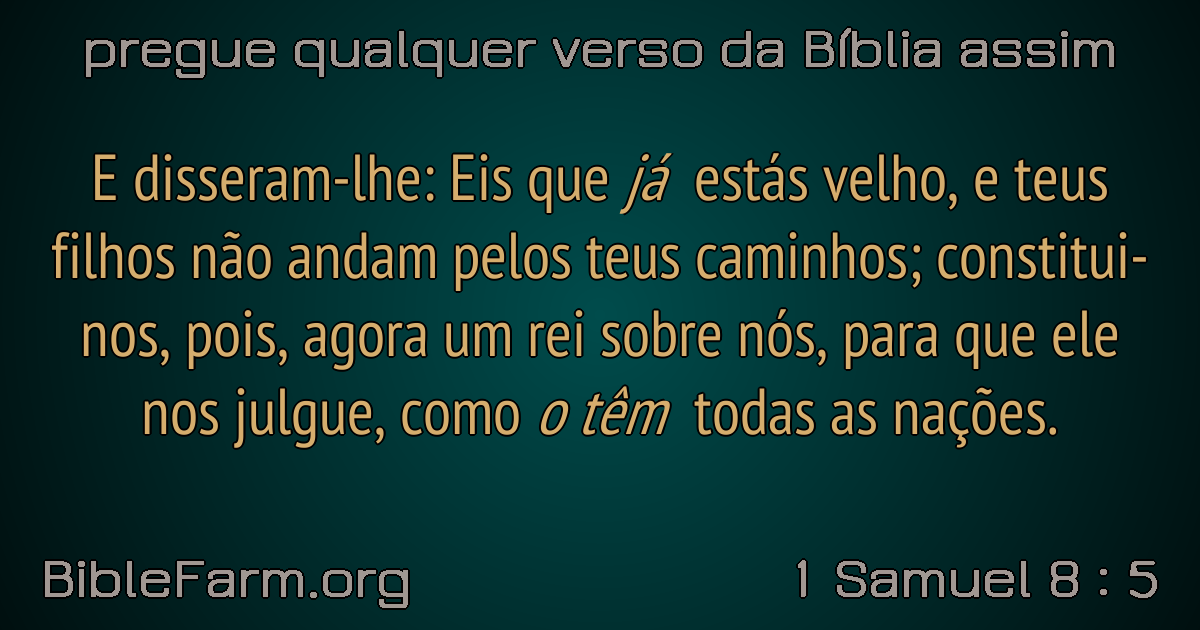 pregue qualquer verso da Bíblia assim
E disseram-lhe: Eis que já estás velho, e teus
filhos não andam pelos teus caminhos; constitui-
nos, pois, agora um rei sobre nós, para que ele
nos julgue, como o têm todas as nações.
BibleFarm.org
1 Samuel 8 : 5